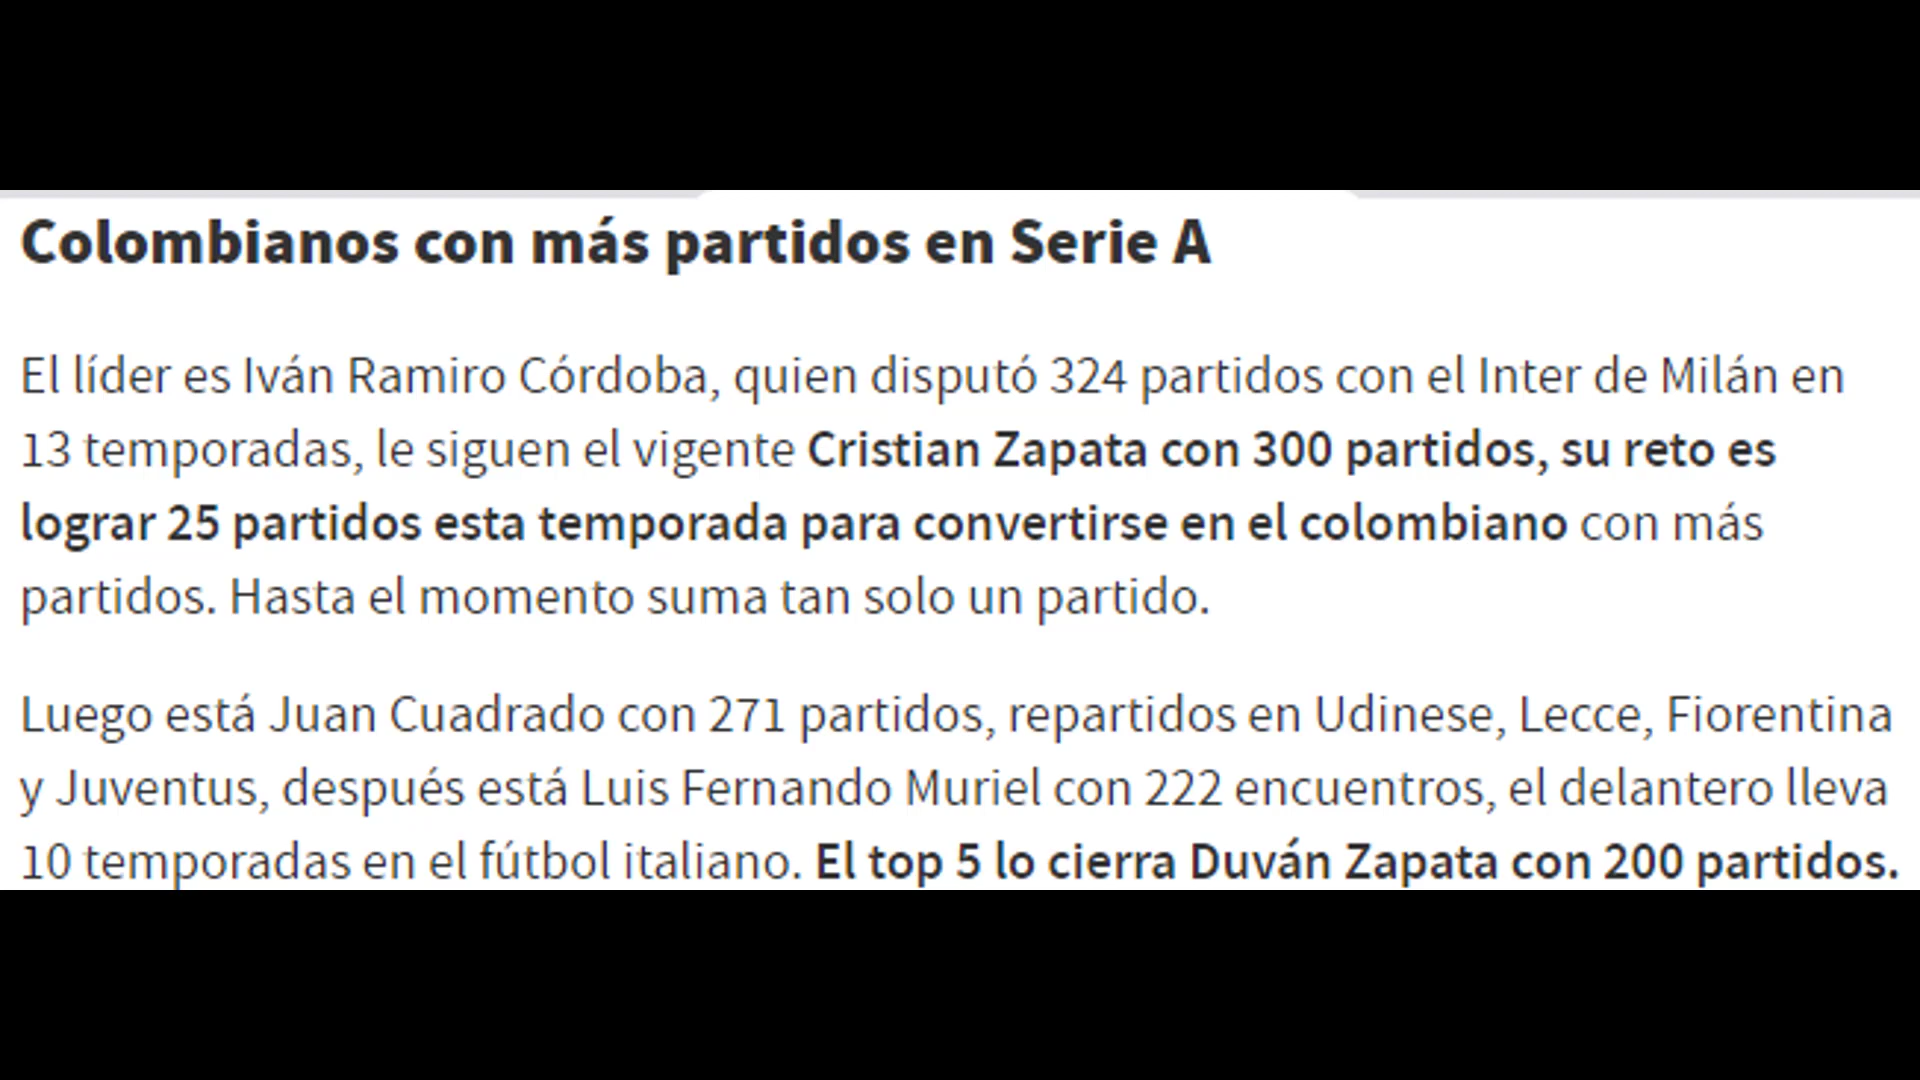 Colombianos con más partidos en Serie A
El líder es Iván Ramiro Córdoba, quien disputó 324 partidos con el Inter de Milán en
13 temporadas, le siguen el vigente Cristian Zapata con 300 partidos, su reto es
lograr 25 partidos esta temporada para convertirse en el colombiano con más
partidos. Hasta el momento suma tan solo un partido.
Luego está Juan Cuadrado con 271 partidos, repartidos en Udinese, Lecce, Fiorentina
y Juventus, después está Luis Fernando Muriel con 222 encuentros, el delantero lleva
10 temporadas en el fútbol italiano. El top 5 lo cierra Duván Zapata con 200 partidos.